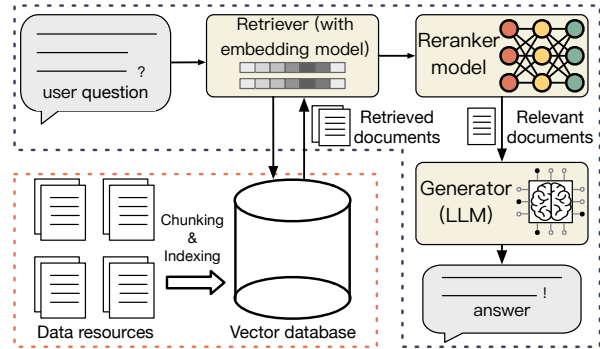 ?
user question
Retriever (with
embedding model)
Reranker
model
Retrieved
documents
Relevant
documents
Generator
(LLM)
Chunking
&
Indexing
Data resources
Vector database
!
answer